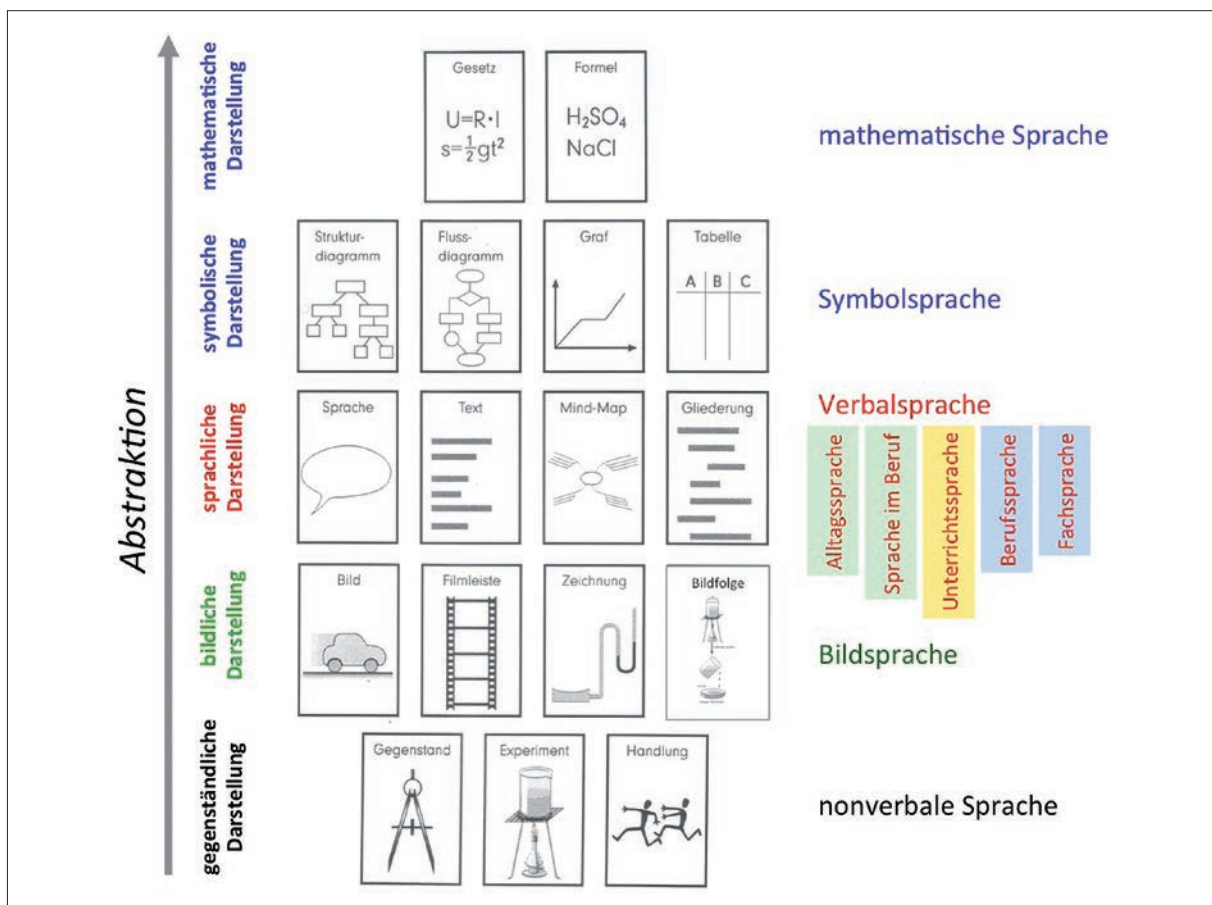 Abstraktion
mathematische
Darstellung
Gesetz
U=R•I
s=½gt²
Formel
H₂SO₄
NaCl
mathematische Sprache
symbolische
Darstellung
Struktur-
diagramm
Fluss-
diagramm
Graf
Tabelle
A B C
Symbolsprache
sprachliche
Darstellung
Sprache
Text
Mind-Map
Gliederung
Verbalsprache
Alltagssprache
Sprache im Beruf
Unterrichtssprache
Berufssprache
Fachsprache
bildliche
Darstellung
Bild
Filmleiste
Zeichnung
Bildfolge
Bildsprache
gegenständliche
Darstellung
Gegenstand
Experiment
Handlung
nonverbale Sprache